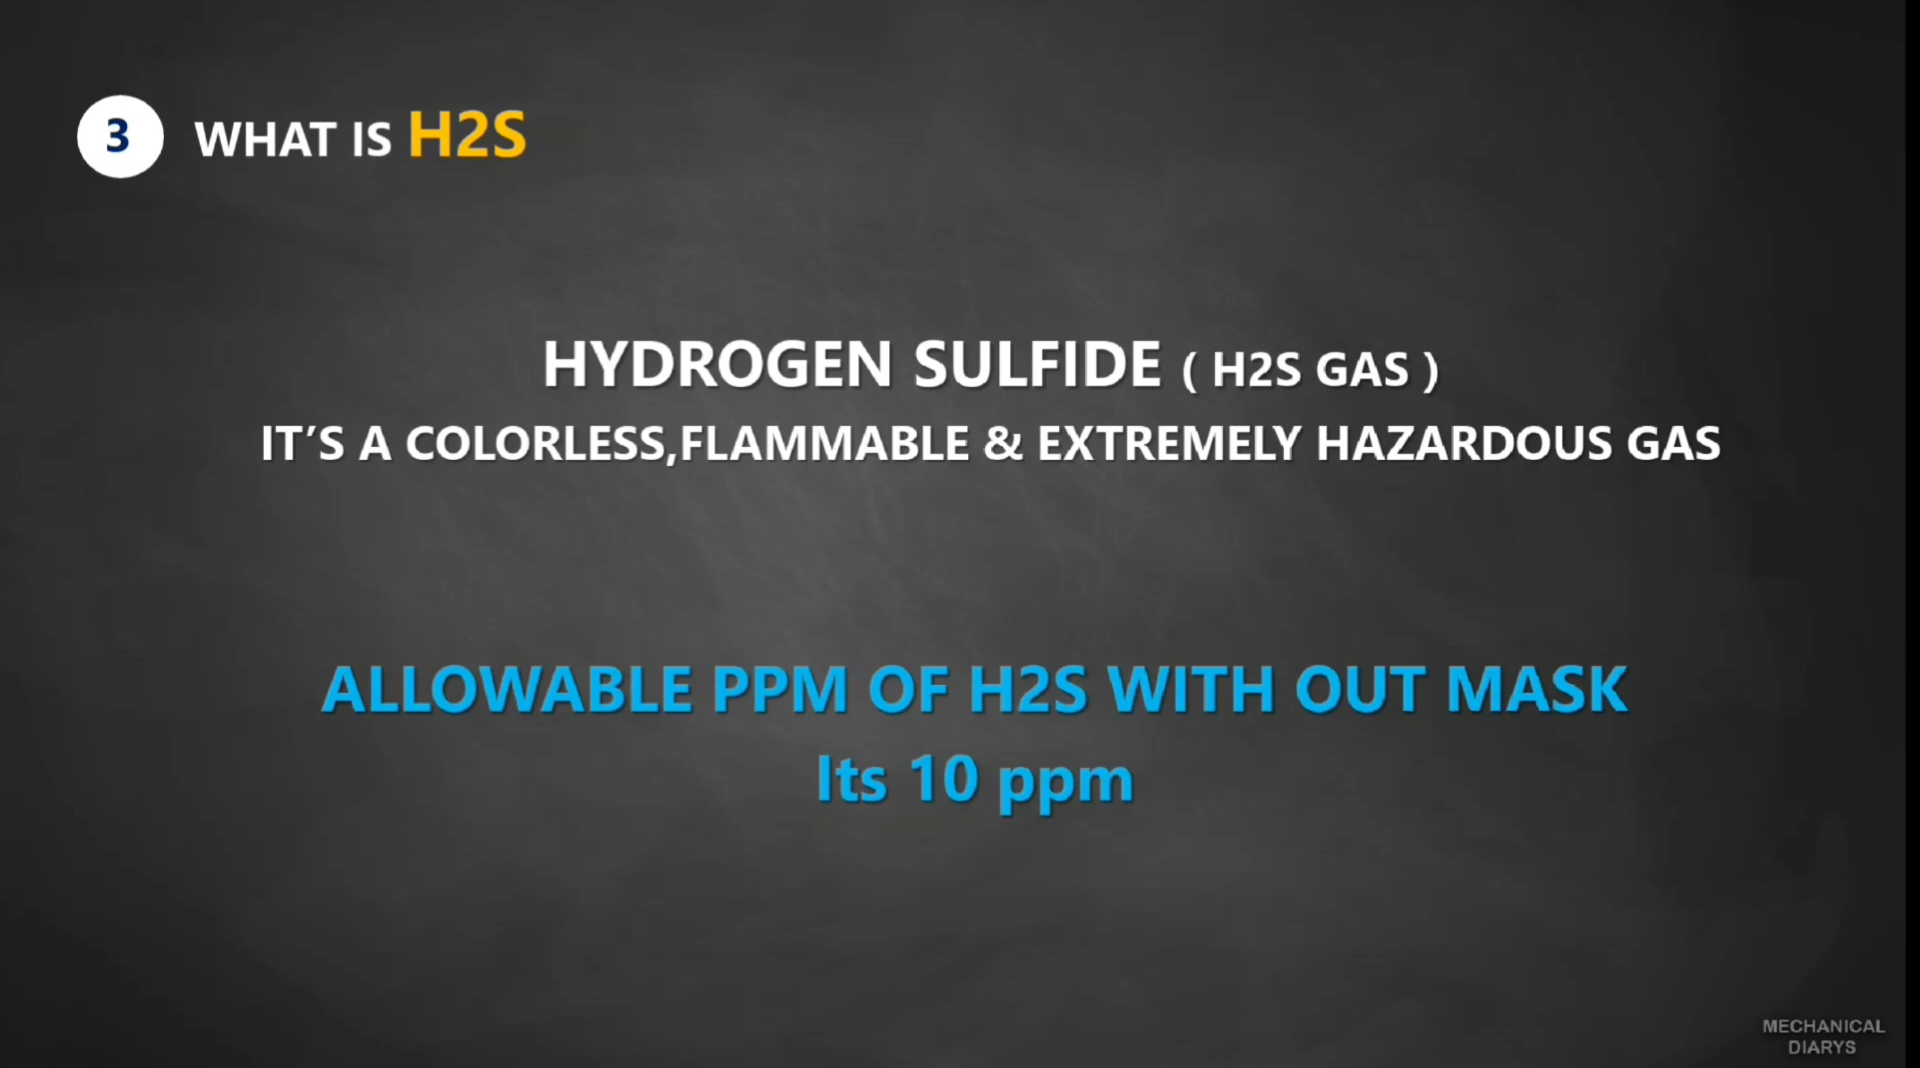 3 WHAT IS H2S
HYDROGEN SULFIDE ( H2S GAS )
IT’S A COLORLESS,FLAMMABLE & EXTREMELY HAZARDOUS GAS
ALLOWABLE PPM OF H2S WITH OUT MASK
Its 10 ppm
MECHANICAL
DIARYS